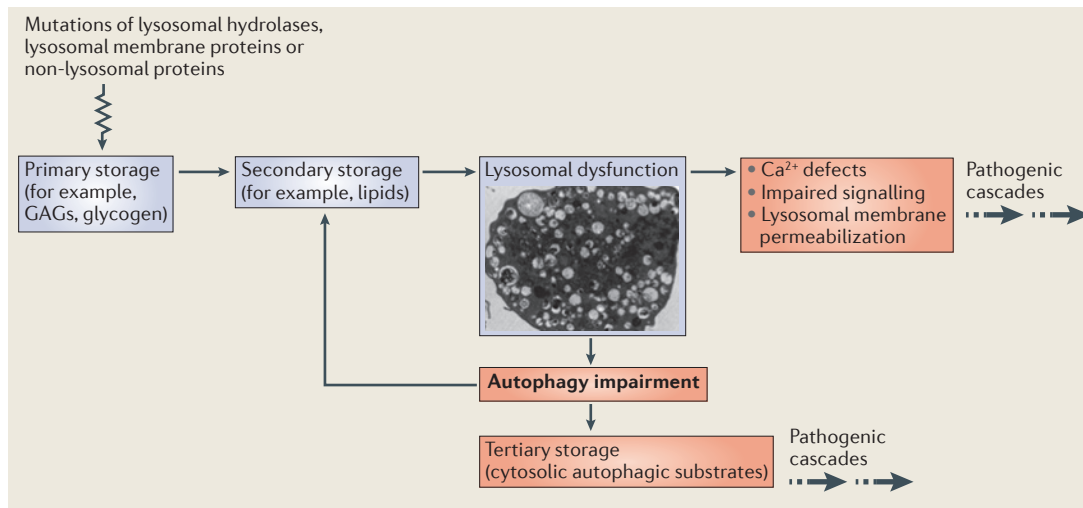 Mutations of lysosomal hydrolases,
lysosomal membrane proteins or
non-lysosomal proteins
Primary storage
(for example,
GAGs, glycogen)
Secondary storage
(for example, lipids)
Lysosomal dysfunction
• Ca²⁺ defects
• Impaired signalling
• Lysosomal membrane
permeabilization
Pathogenic
cascades
Autophagy impairment
Tertiary storage
(cytosolic autophagic substrates)
Pathogenic
cascades